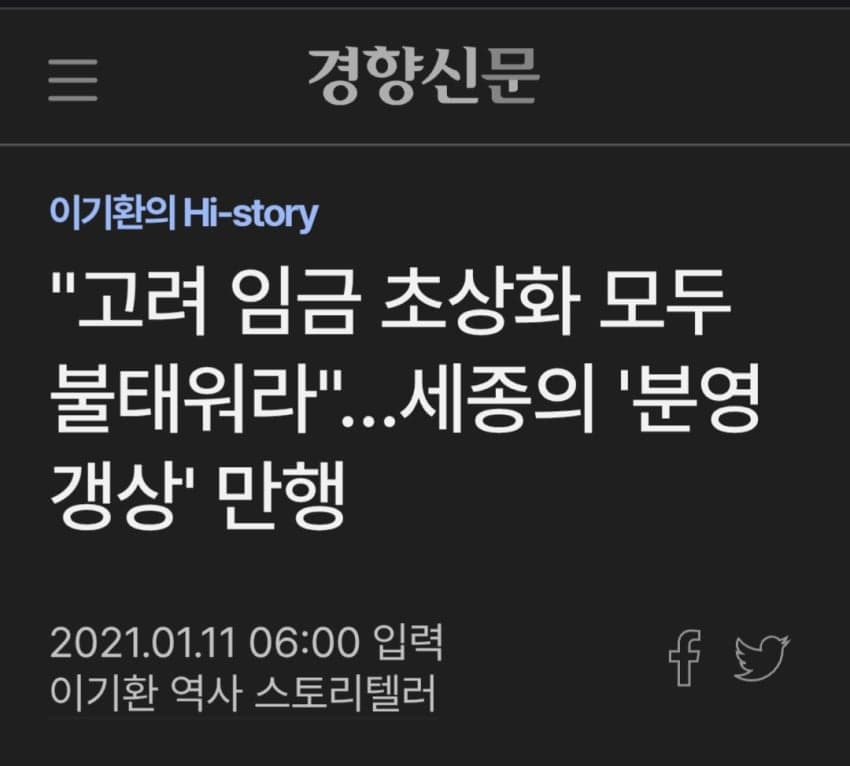 경향신문
이기환의 Hi-story
"고려 임금 초상화 모두
불태워라"...세종의 '분영
갱상' 만행
2021.01.11 06:00 입력
이기환 역사 스토리텔러